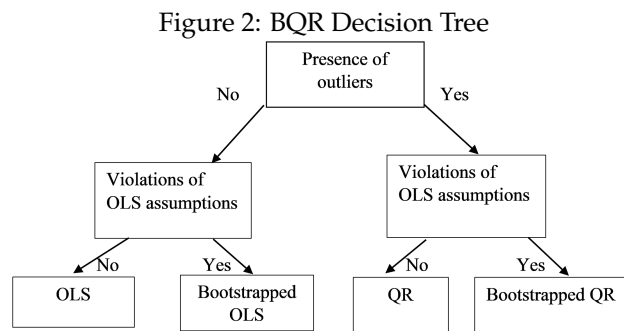 Figure 2: BQR Decision Tree
Presence of
outliers
No
Yes
Violations of
OLS assumptions
Violations of
OLS assumptions
No
Yes
No
Yes
OLS
Bootstrapped
OLS
QR
Bootstrapped QR